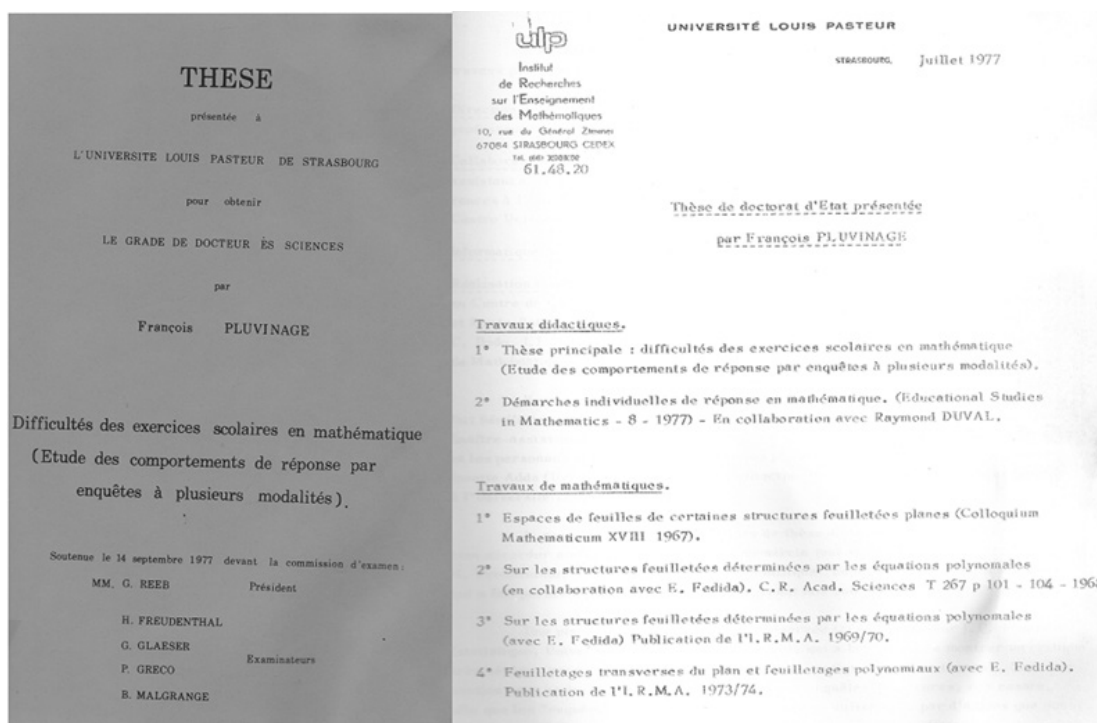 THESE
présentée à
L'UNIVERSITE LOUIS PASTEUR DE STRASBOURG
pour obtenir
LE GRADE DE DOCTEUR ÈS SCIENCES
par
François PLUVINAGE
Difficultés des exercices scolaires en mathématique
(Etude des comportements de réponse par
enquêtes à plusieurs modalités).
Soutenue le 14 septembre 1977 devant la commission d'examen :
MM. G. REEB Président
H. FREUDENTHAL
G. GLAESER
Examinateurs
P. GRECO
B. MALGRANGE
ulp
Institut
de Recherches
sur l'Enseignement
des Mathématiques
10, rue du Général Zimmer
67084 STRASBOURG CEDEX
61.48.20
UNIVERSITÉ LOUIS PASTEUR
STRASBOURG, Juillet 1977
Thèse de doctorat d'Etat présentée
par François PLUVINAGE
Travaux didactiques.
1° Thèse principale : difficultés des exercices scolaires en mathématique
(Etude des comportements de réponse par enquêtes à plusieurs modalités).
2° Démarches individuelles de réponse en mathématique. (Educational Studies
in Mathematics - 8 - 1977) - En collaboration avec Raymond DUVAL.
Travaux de mathématiques.
1° Espaces de feuilles de certaines structures feuilletées planes (Colloquium
Mathematicum XVIII 1967).
2° Sur les structures feuilletées déterminées par les équations polynomales
(en collaboration avec E. Fedida). C.R. Acad. Sciences T 267 p 101 - 104 - 1968
3° Sur les structures feuilletées déterminées par les équations polynomales
(avec E. Fedida) Publication de l'I.R.M.A. 1969/70.
4° Feuilletages transverses du plan et feuilletages polynomiaux (avec E. Fedida).
Publication de l'I.R.M.A. 1973/74.